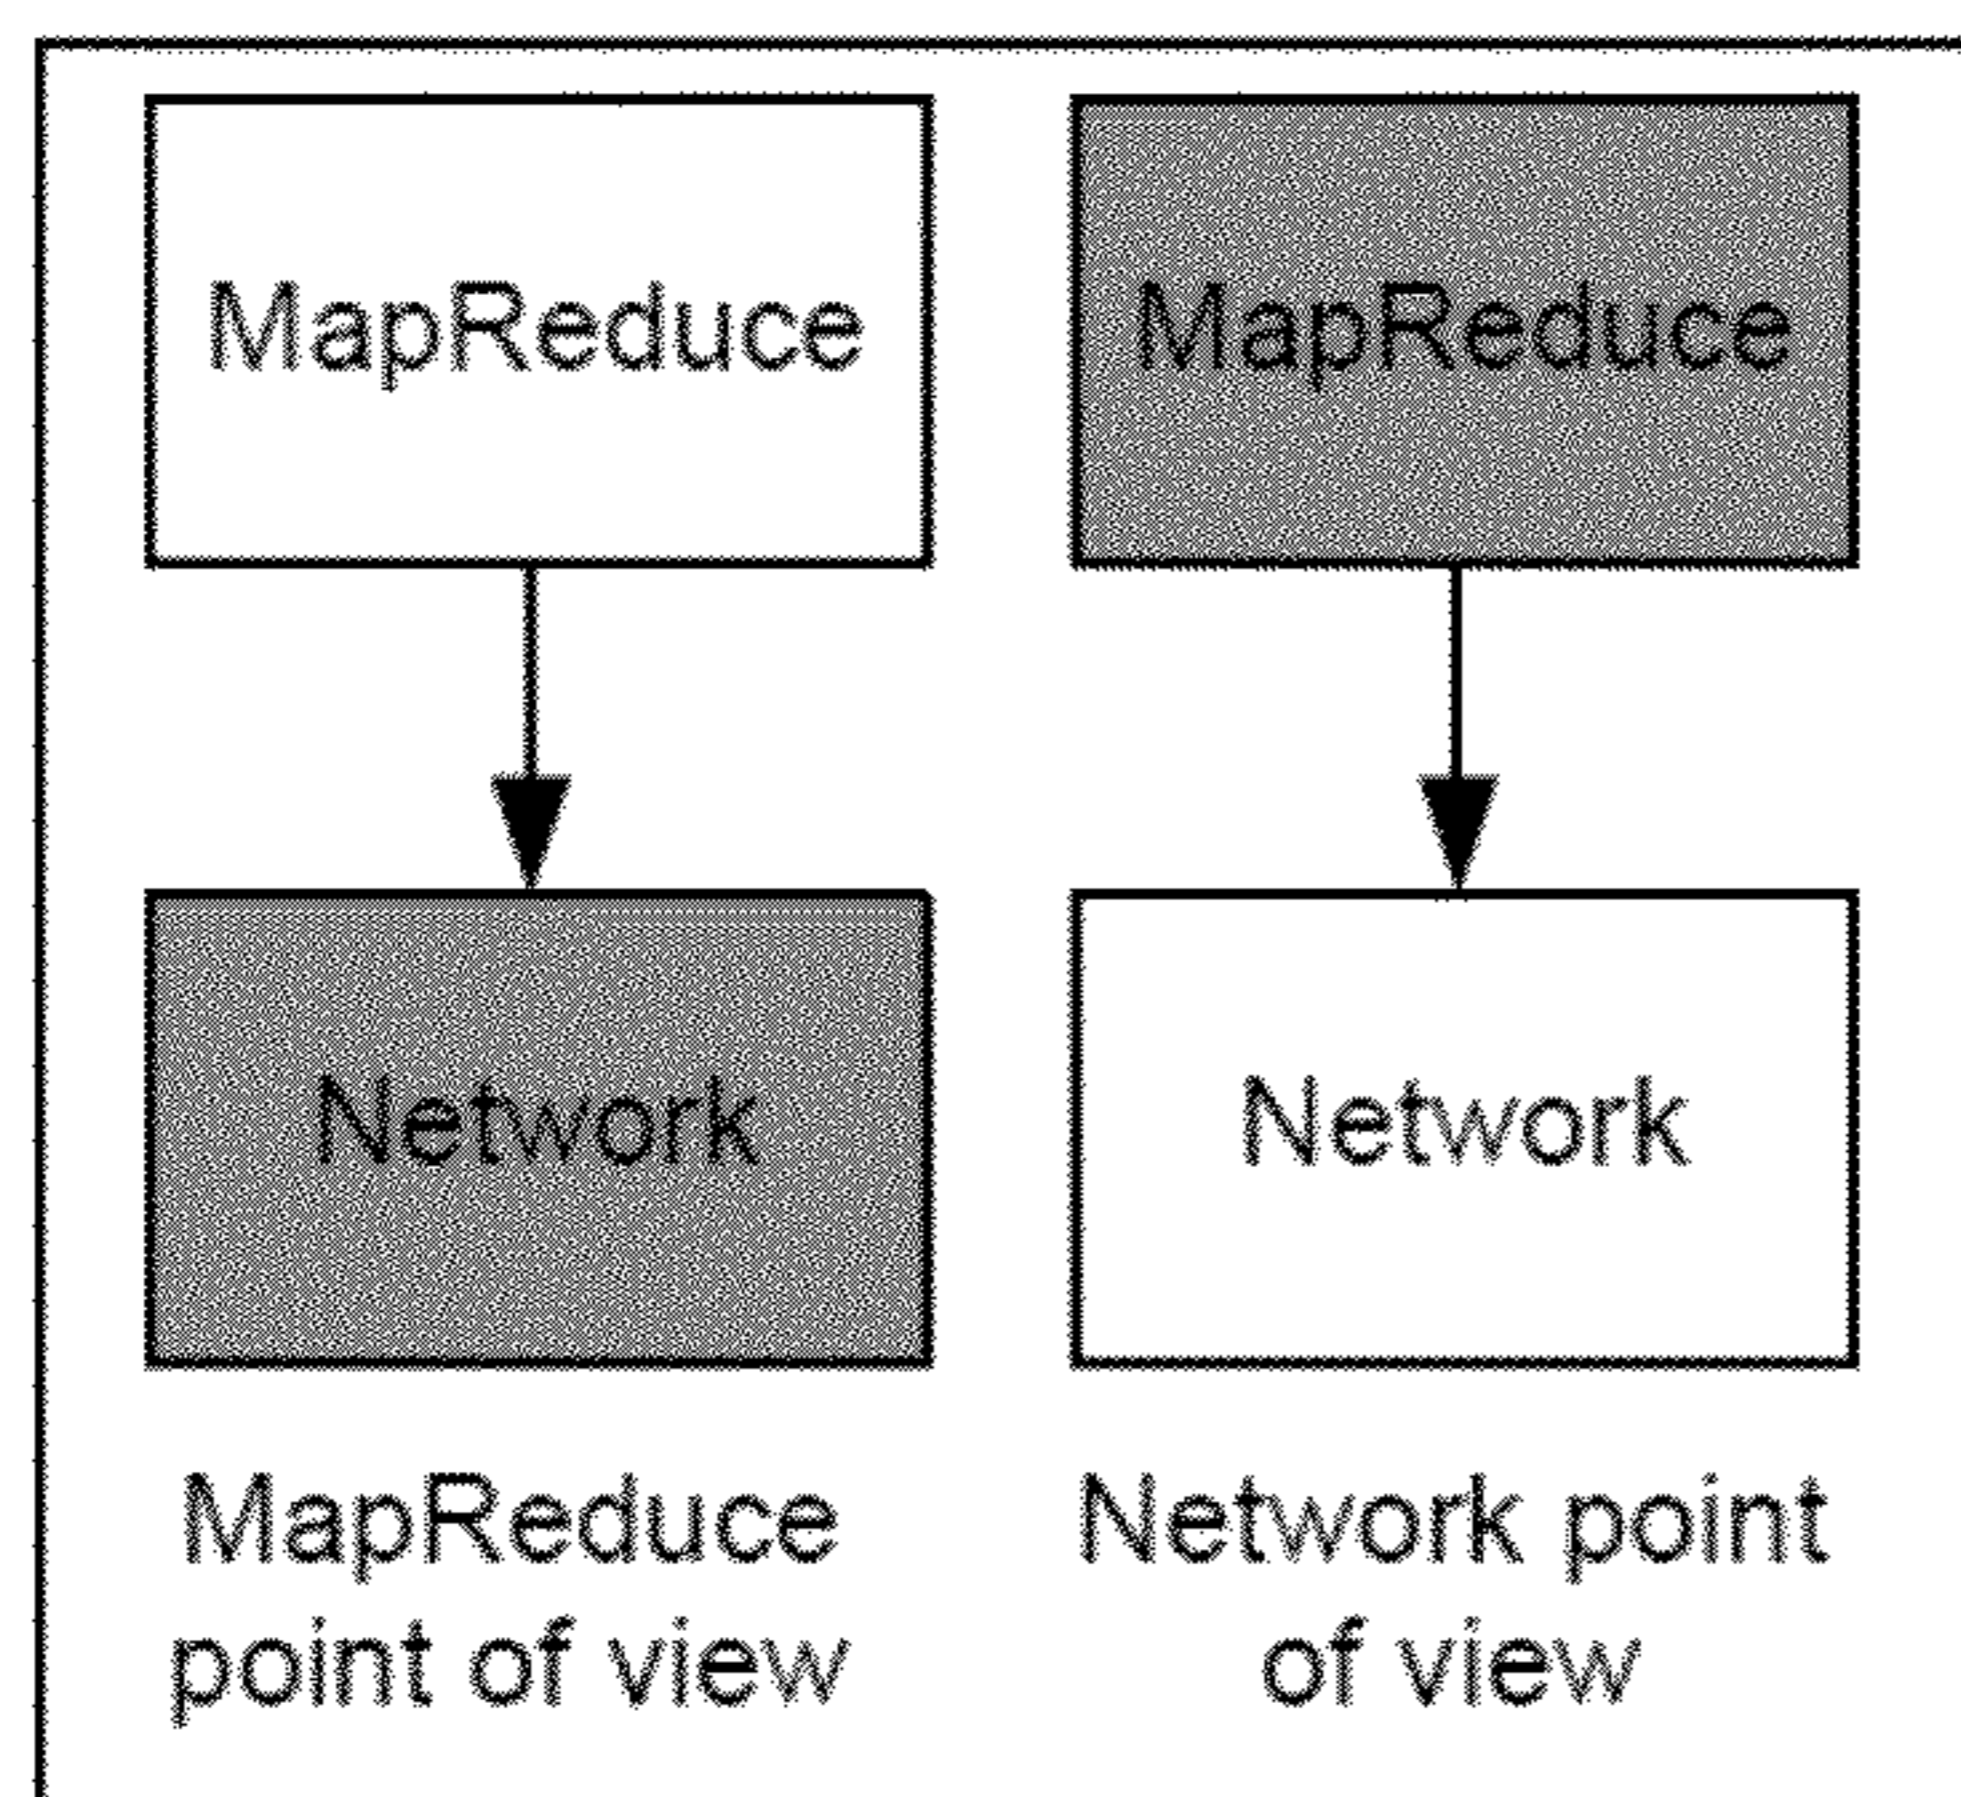 MapReduce
Network
MapReduce
point of view
MapReduce
Network
Network point
of view